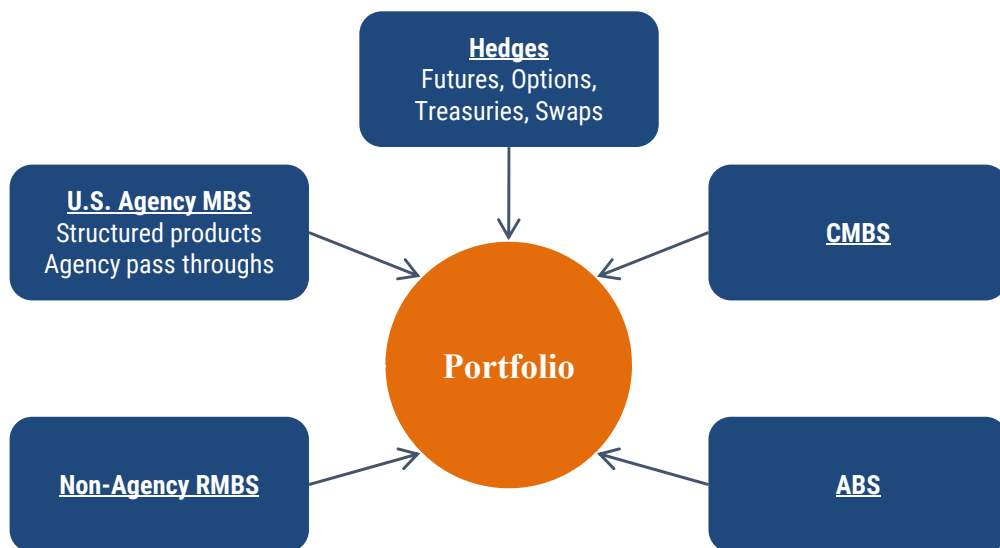 Hedges
Futures, Options,
Treasuries, Swaps
U.S. Agency MBS
Structured products
Agency pass throughs
CMBS
Portfolio
Non-Agency RMBS
ABS